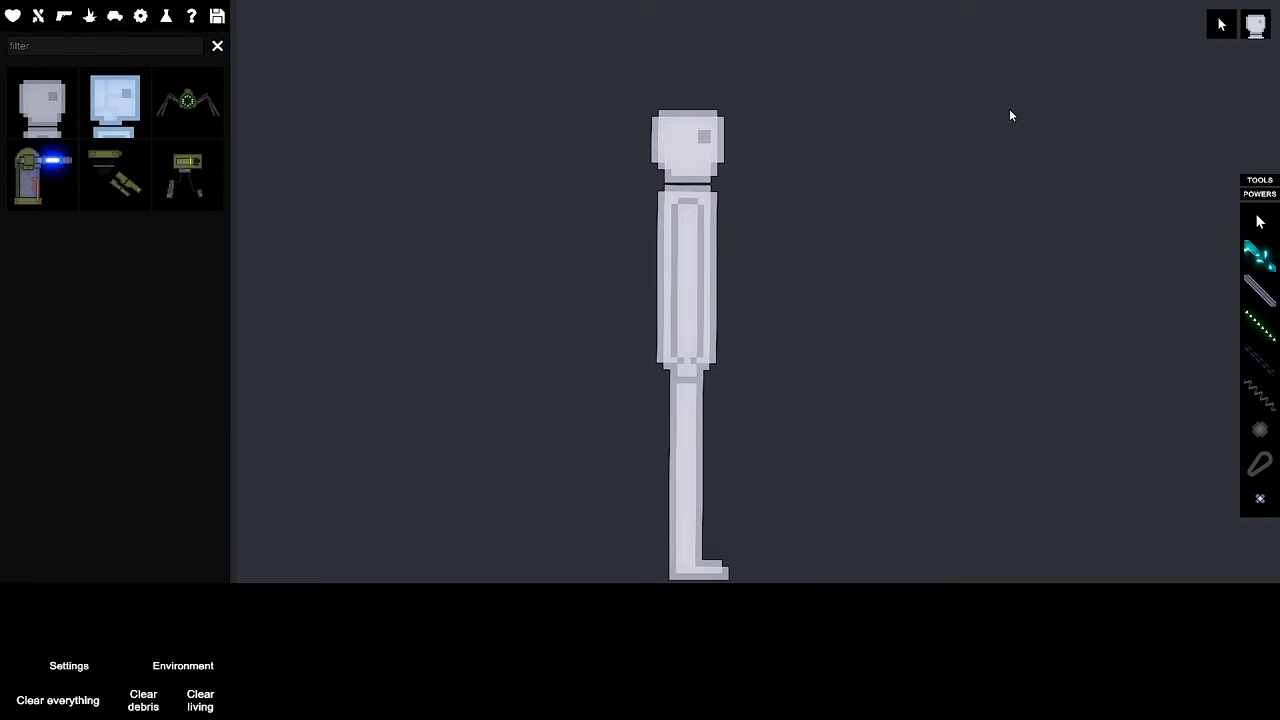 filter
TOOLS
POWERS
Settings
Environment
Clear everything
Clear
debris
Clear
living